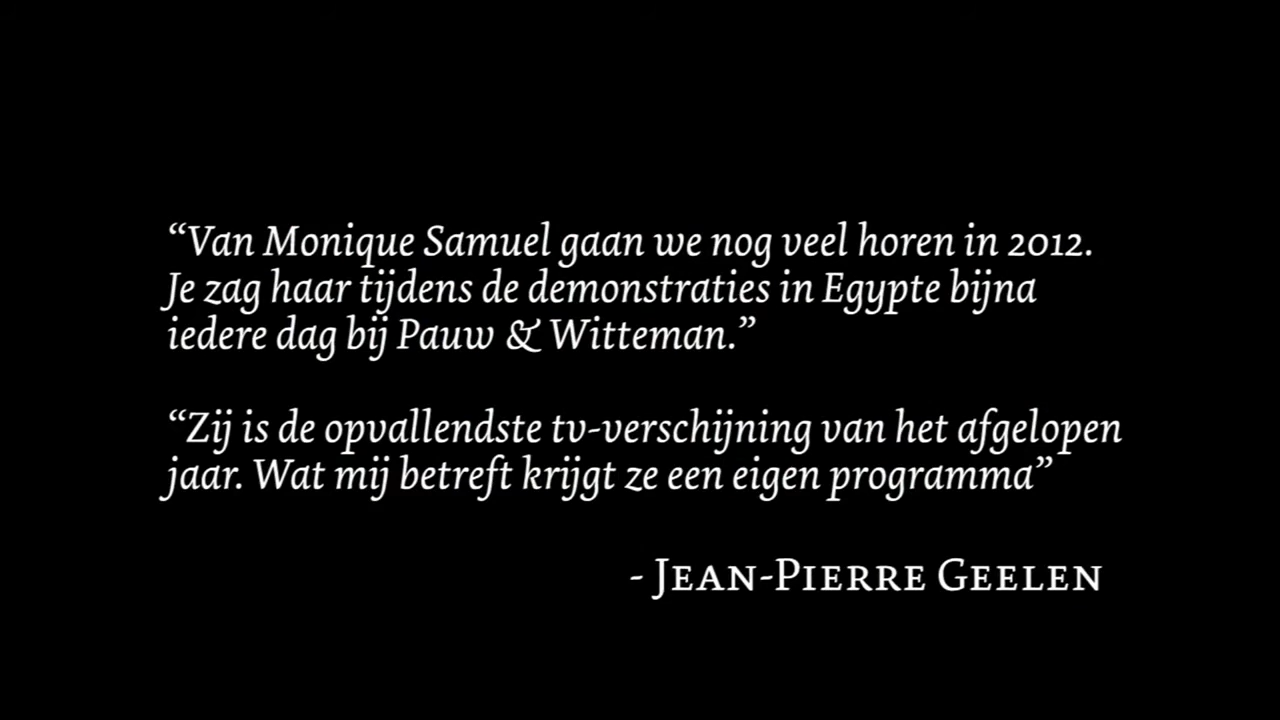 “Van Monique Samuel gaan we nog veel horen in 2012.
Je zag haar tijdens de demonstraties in Egypte bijna
iedere dag bij Pauw & Witteman.”
“Zij is de opvallendste tv-verschijning van het afgelopen
jaar. Wat mij betreft krijgt ze een eigen programma”
- Jean-Pierre Geelen